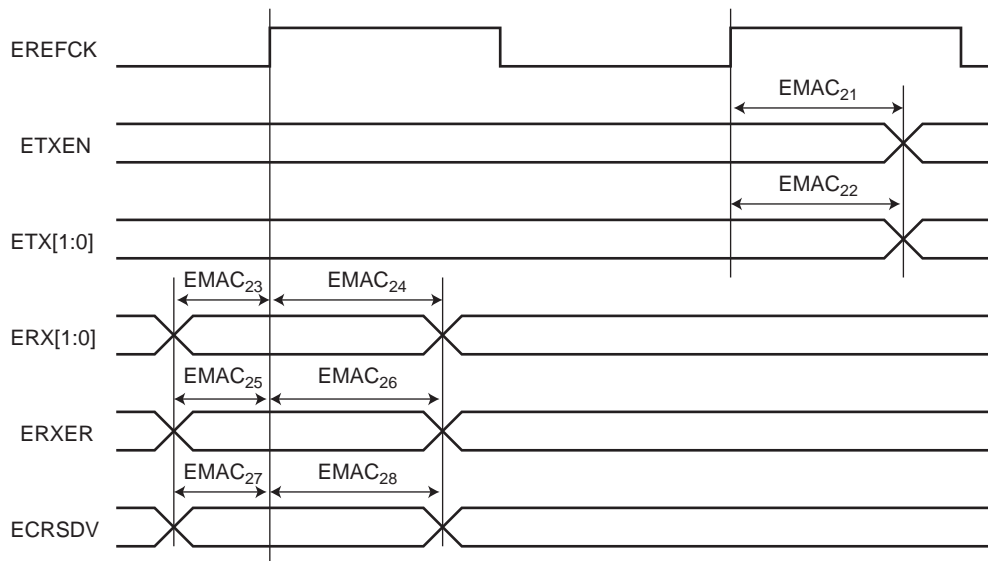 EREFCK
EMAC21
ETXEN
EMAC22
ETX[1:0]
EMAC23 EMAC24
ERX[1:0]
EMAC25 EMAC26
ERXER
EMAC27 EMAC28
ECRSDV